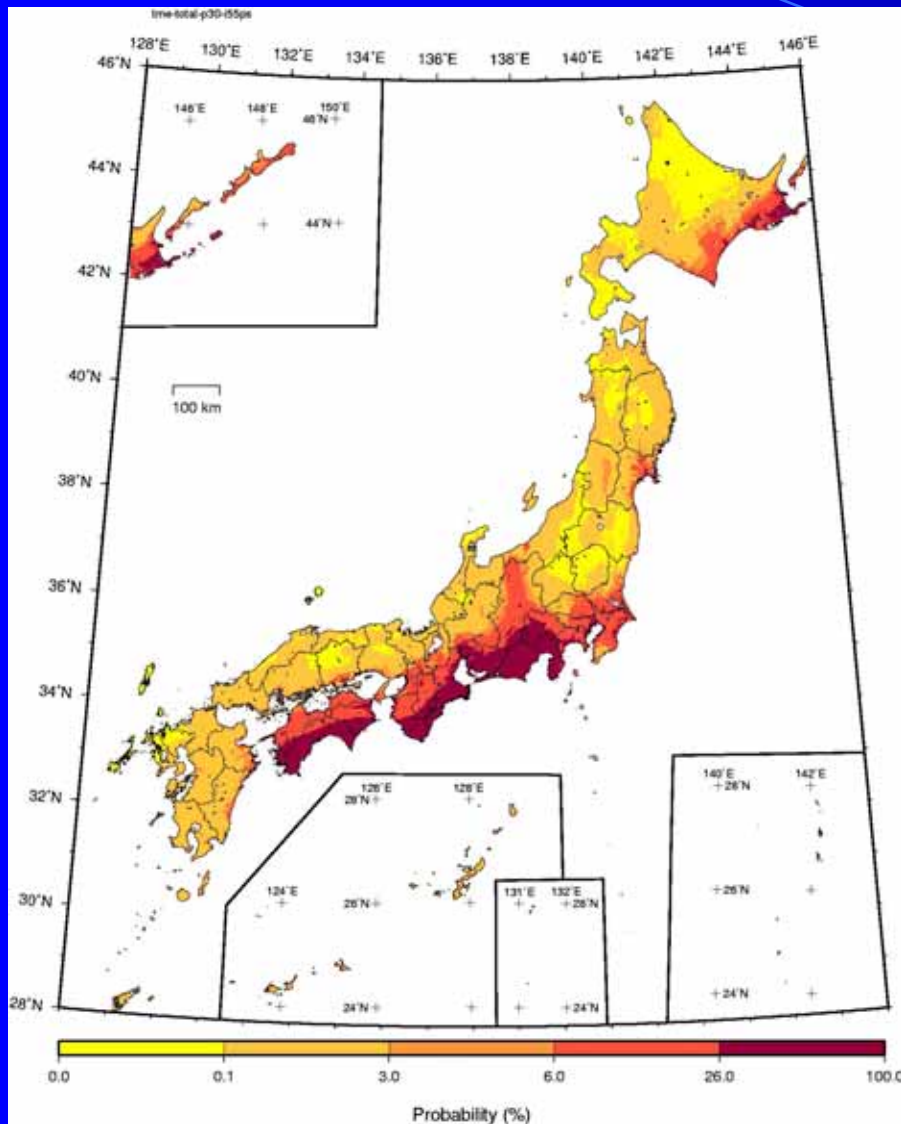 time-total-p30-i55ps
128°E 130°E 132°E 134°E 136°E 138°E 140°E 142°E 144°E 146°E
46°N
146°E 148°E 150°E
46°N
44°N
44°N
42°N
40°N
100 km
38°N
36°N
34°N
32°N
30°N
28°N
126°E 128°E
28°N
124°E
26°N
24°N
131°E 132°E
26°N
24°N
140°E 142°E
28°N
26°N
24°N
0.0 0.1 3.0 6.0 26.0 100.0
Probability (%)